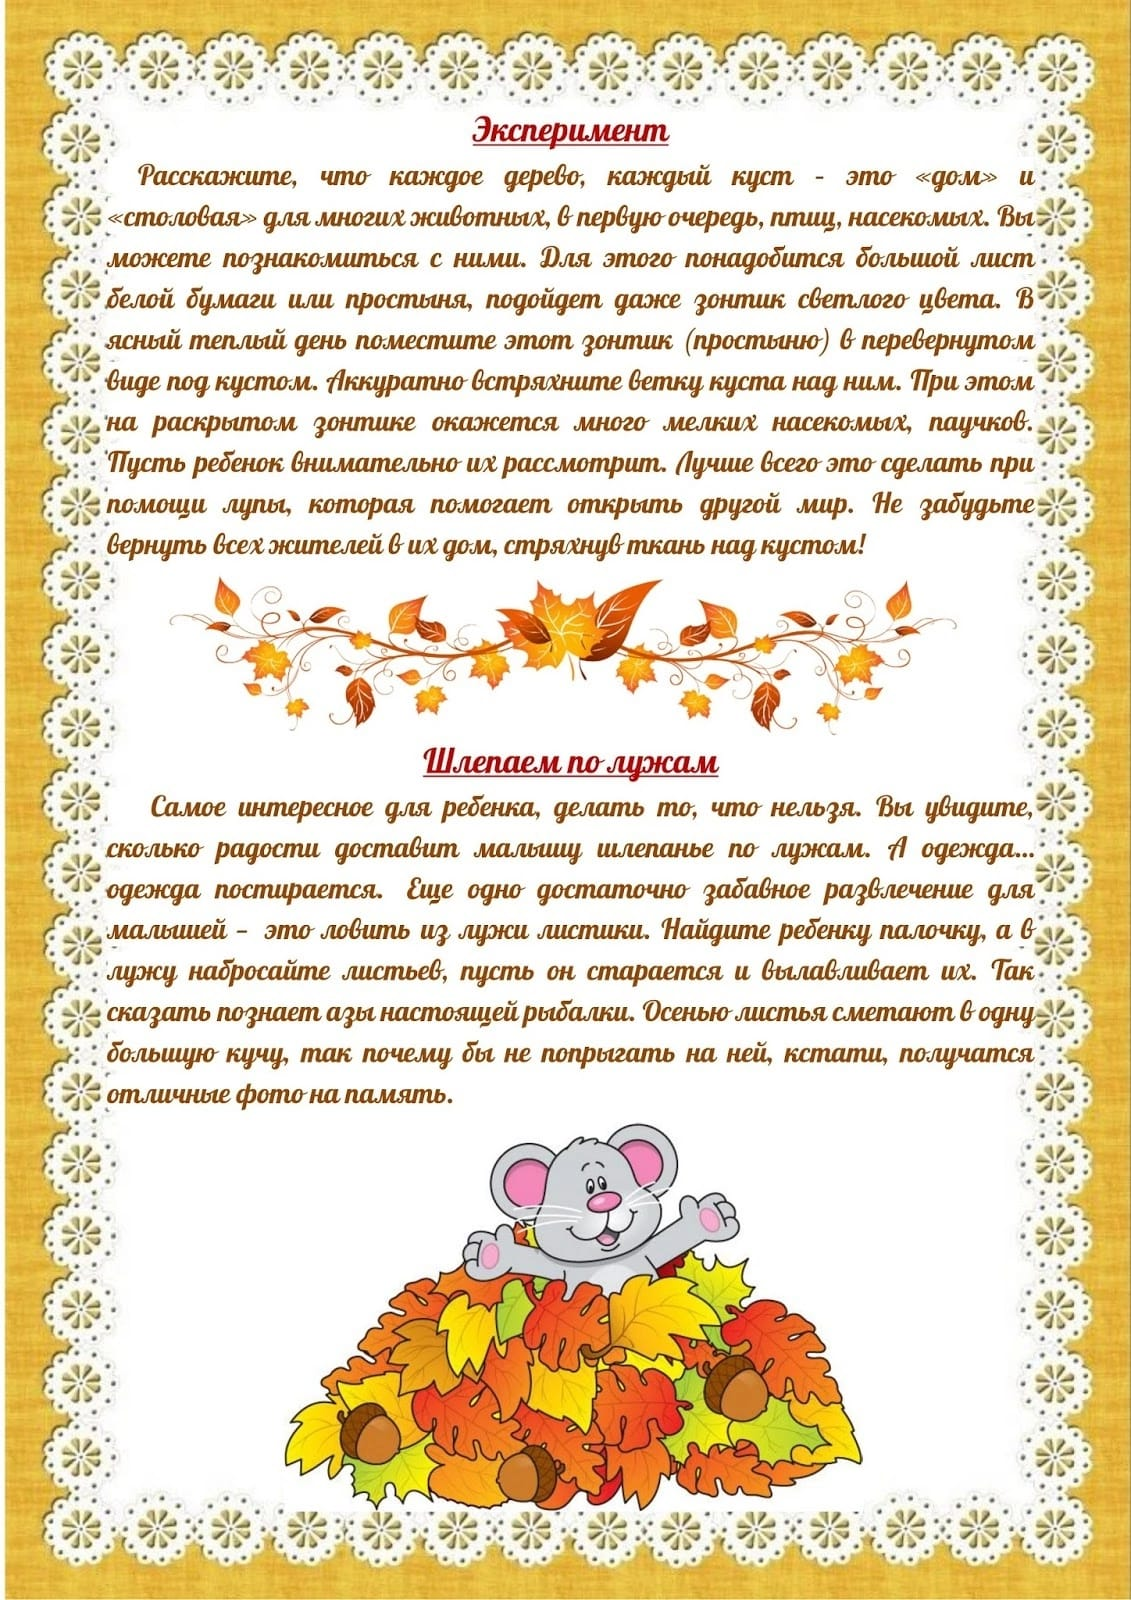 Эксперимент
Расскажите, что каждое дерево, каждый куст - это «дом» и
«столовая» для многих животных, в первую очередь, птиц, насекомых. Вы
можете познакомиться с ними. Для этого понадобится большой лист
белой бумаги или простыня, подойдет даже зонтик светлого цвета. В
ясный теплый день поместите этот зонтик (простыню) в перевернутом
виде под кустом. Аккуратно встряхните ветку куста над ним. При этом
на раскрытом зонтике окажется много мелких насекомых, паучков.
Пусть ребенок внимательно их рассмотрит. Лучше всего это сделать при
помощи лупы, которая помогает открыть другой мир. Не забудьте
вернуть всех жителей в их дом, стряхнув ткань над кустом!
Шлепаем по лужам
Самое интересное для ребенка, делать то, что нельзя. Вы увидите,
сколько радости доставит малышу шлепанье по лужам. А одежда...
одежда постирается. Еще одно достаточно забавное развлечение для
малышей – это ловить из лужи листики. Найдите ребенку палочку, а в
лужу набросайте листьев, пусть он старается и вылавливает их. Так
сказать познает азы настоящей рыбалки. Осенью листья сметают в одну
большую кучу, так почему бы не попрыгать на ней, кстати, получатся
отличные фото на память.